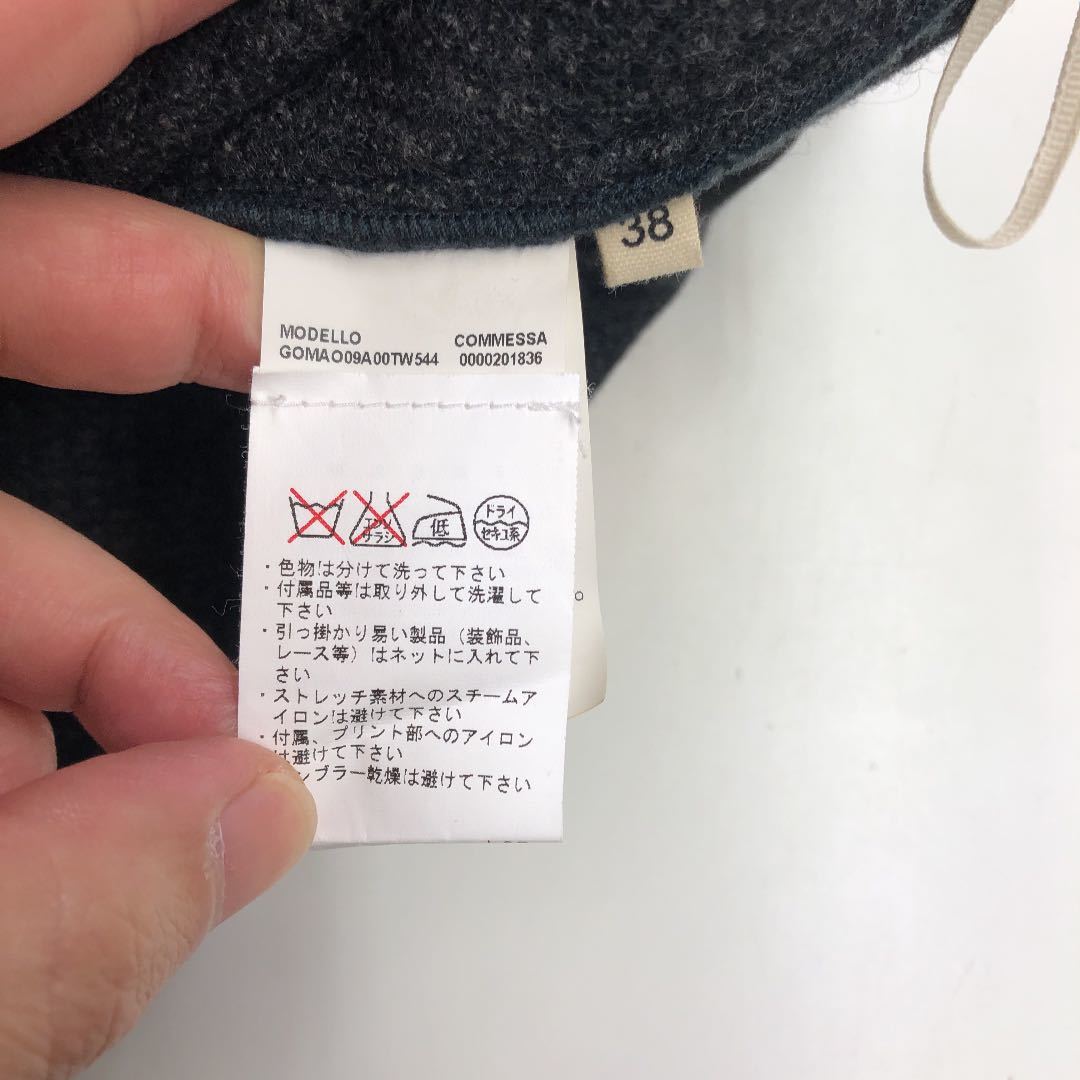 38
MODELLO COMMESSA
GOMAO09A00TW544 0000201836
エンソ
サラシ
低
ドライ
セキユ系
・色物は分けて洗って下さい
・付属品等は取り外して洗濯して
下さい
。
・引っ掛かり易い製品（装飾品、
レース等）はネットに入れて下
さい
・ストレッチ素材へのスチームア
イロンは避けて下さい
・付属、プリント部へのアイロン
は避けて下さい
ンブラー乾燥は避けて下さい